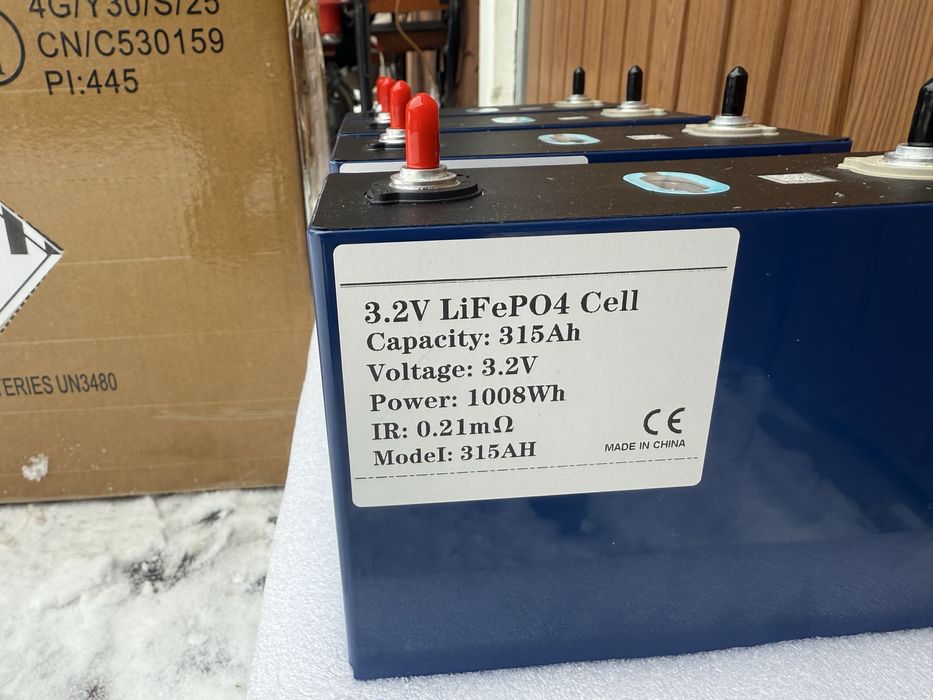 4G/Y30/S/25
CN/C530159
PI:445
TERIES UN3480
3.2V LiFePO4 Cell
Capacity: 315Ah
Voltage: 3.2V
Power: 1008Wh
IR: 0.21mΩ
Model: 315AH
CE
MADE IN CHINA